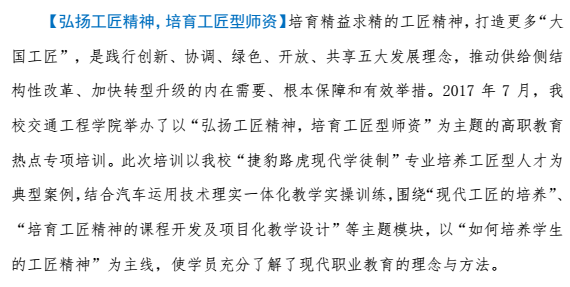 【弘扬工匠精神，培育工匠型师资】培育精益求精的工匠精神，打造更多“大
国工匠”，是践行创新、协调、绿色、开放、共享五大发展理念，推动供给侧结
构性改革、加快转型升级的内在需要、根本保障和有效举措。2017 年 7 月，我
校交通工程学院举办了以“弘扬工匠精神，培育工匠型师资”为主题的高职教育
热点专项培训。此次培训以我校“捷豹路虎现代学徒制”专业培养工匠型人才为
典型案例，结合汽车运用技术理实一体化教学实操训练，围绕“现代工匠的培养”、
“培育工匠精神的课程开发及项目化教学设计”等主题模块，以“如何培养学生
的工匠精神”为主线，使学员充分了解了现代职业教育的理念与方法。